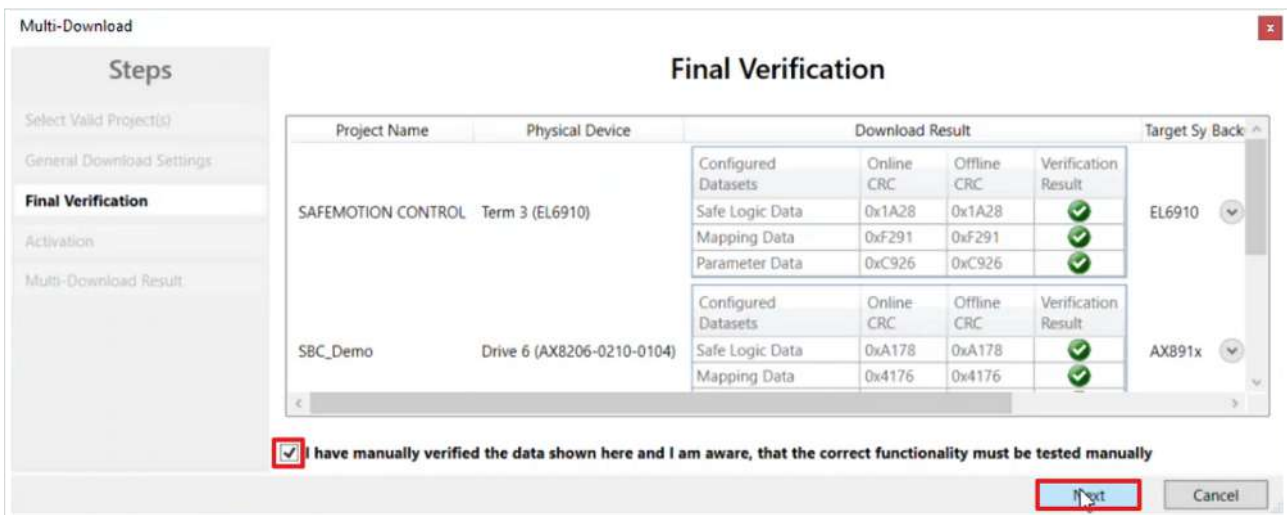 Multi-Download
x
Steps
Select Valid Project(s)
General Download Settings
Final Verification
Activation
Multi-Download Result
Final Verification
Project Name Physical Device Download Result Target Sy Back
SAFEMOTION CONTROL Term 3 (EL6910) EL6910
Configured Datasets Online CRC Offline CRC Verification Result
Safe Logic Data 0x1A28 0x1A28
Mapping Data 0xF291 0xF291
Parameter Data 0xC926 0xC926
SBC_Demo Drive 6 (AX8206-0210-0104) AX891x
Configured Datasets Online CRC Offline CRC Verification Result
Safe Logic Data 0xA178 0xA178
Mapping Data 0x4176 0x4176
I have manually verified the data shown here and I am aware, that the correct functionality must be tested manually
Next Cancel